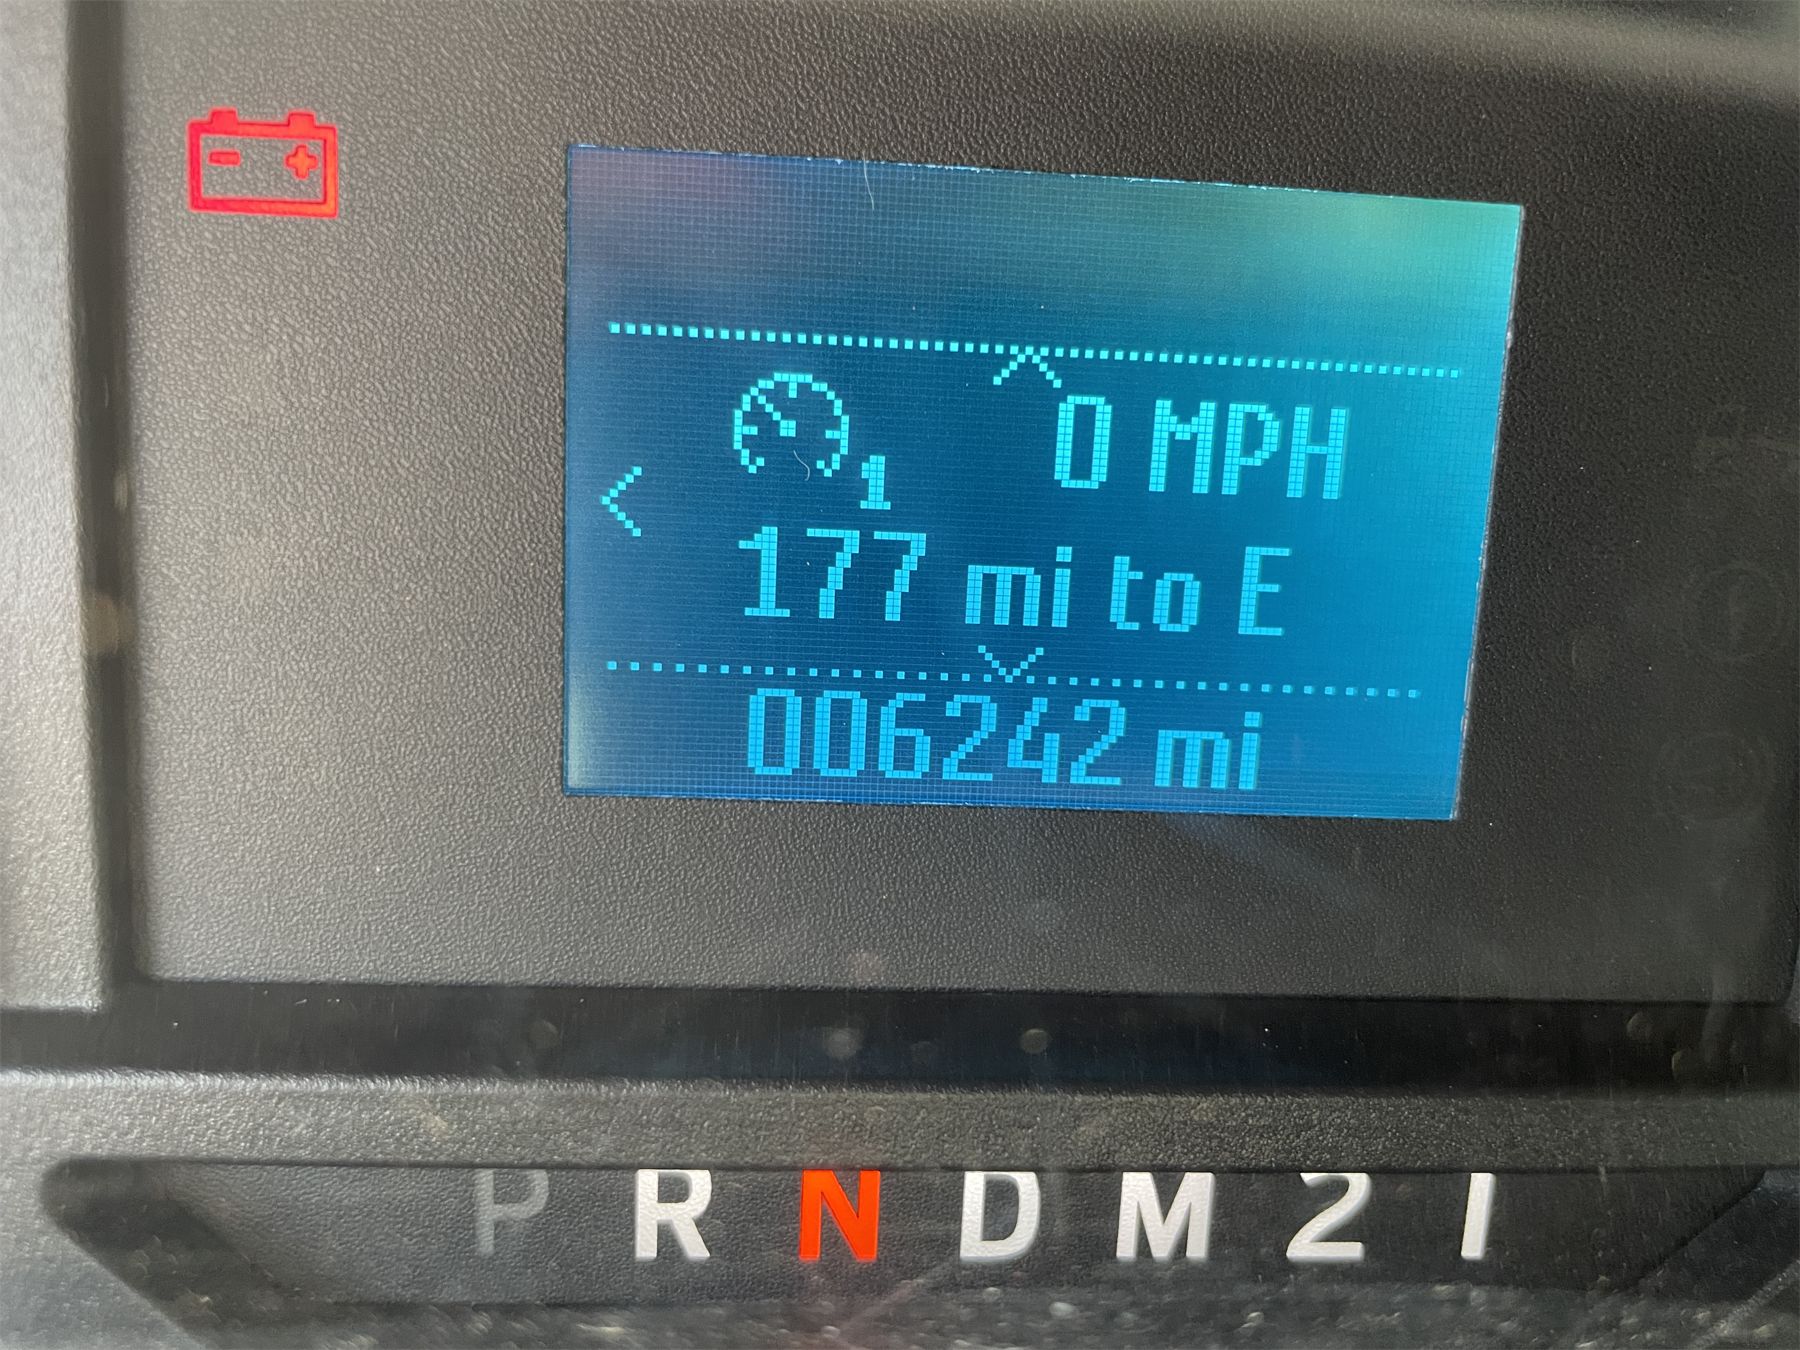 0 MPH
1
177 mi to E
006242 mi
P R N D M 2 1